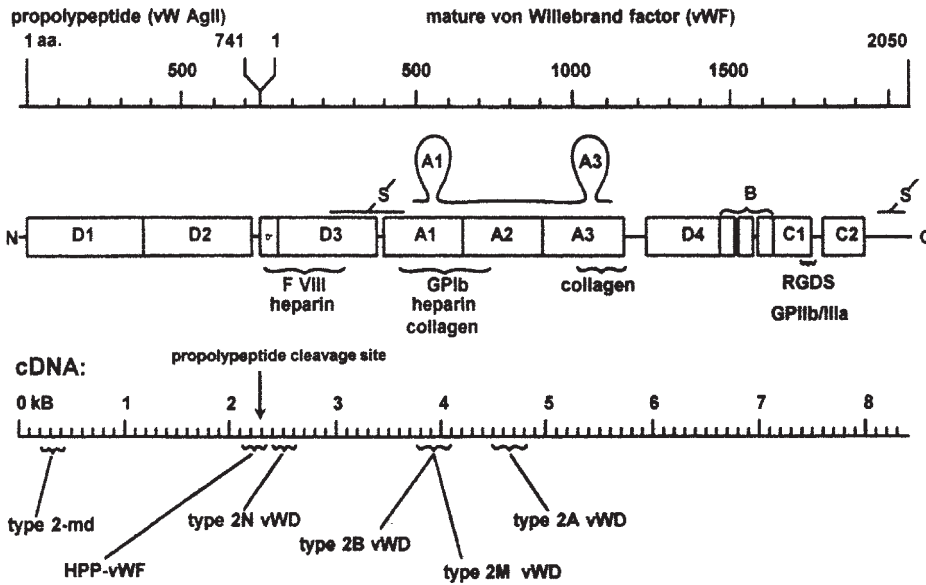 propolypeptide (vW AgII) mature von Willebrand factor (vWF)
1 aa. 741 1 2050
500 500 1000 1500
A1 A3
S S
B
N D1 D2 D3 A1 A2 A3 D4 C1 C2 C
F VIII GPIb collagen RGDS
heparin heparin GPIIb/IIIa
collagen
propolypeptide cleavage site
cDNA:
0 kB 1 2 3 4 5 6 7 8
type 2-md type 2N vWD type 2A vWD
type 2B vWD
HPP-vWF type 2M vWD